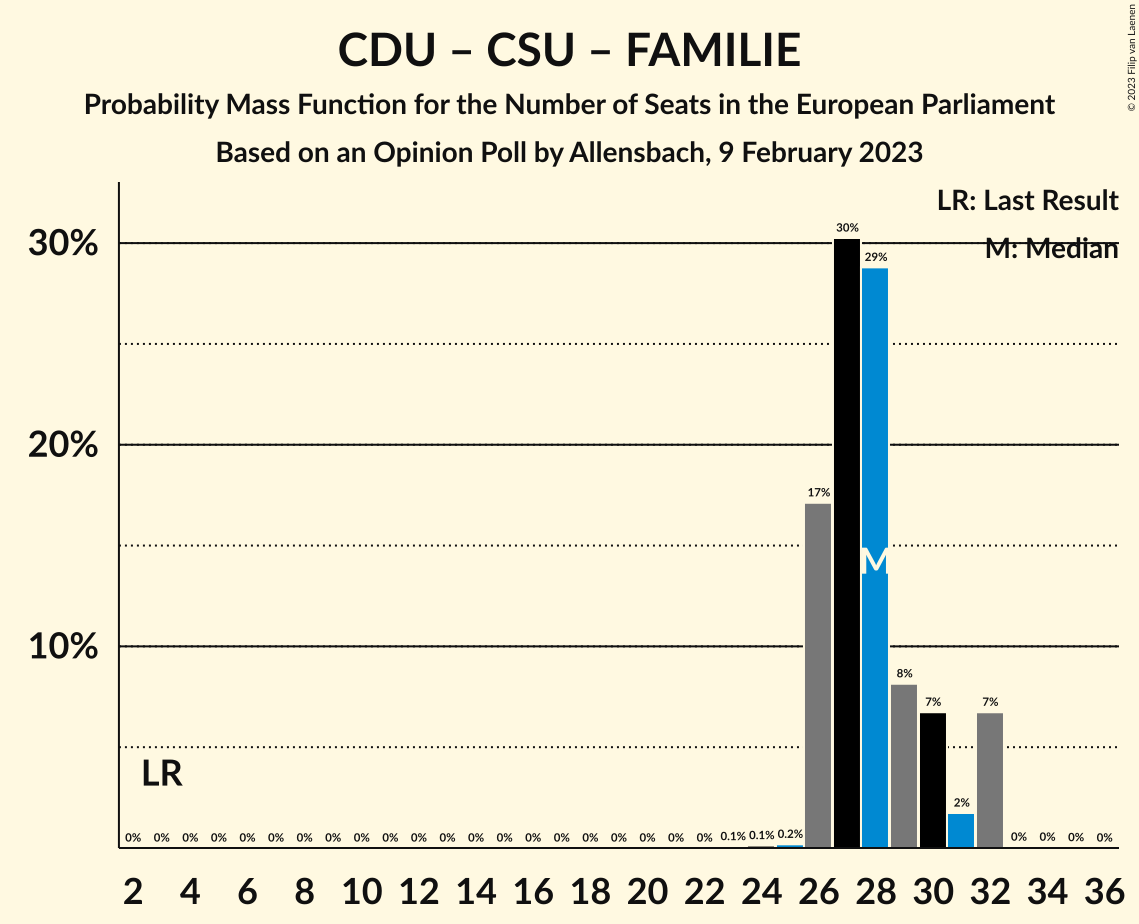 CDU – CSU – FAMILIE
Probability Mass Function for the Number of Seats in the European Parliament
Based on an Opinion Poll by Allensbach, 9 February 2023
© 2023 Filip van Laenen
LR: Last Result
M: Median
30%
20%
10%
30%
29%
17%
M
8%
7%
2%
7%
LR
0% 0% 0% 0% 0% 0% 0% 0% 0% 0% 0% 0% 0% 0% 0% 0% 0% 0% 0% 0% 0% 0.1% 0.1% 0.2% 0% 0% 0% 0%
2 4 6 8 10 12 14 16 18 20 22 24 26 28 30 32 34 36